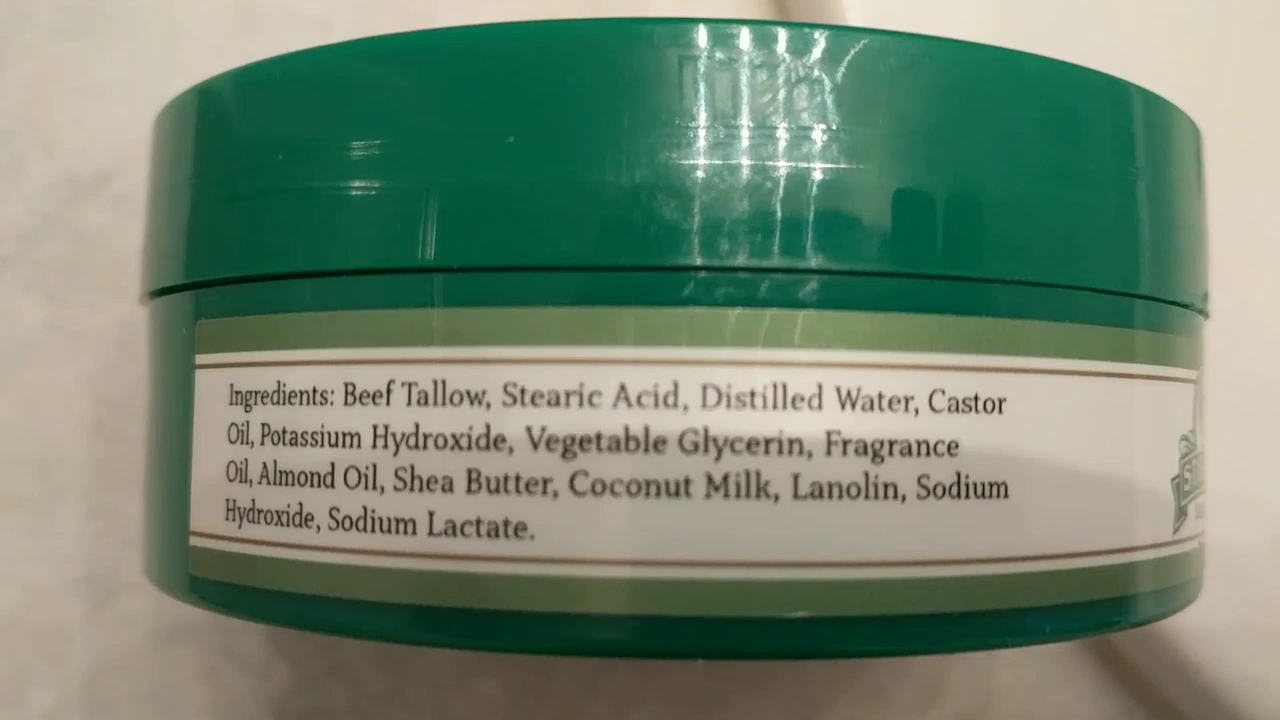 Ingredients: Beef Tallow, Stearic Acid, Distilled Water, Castor
Oil, Potassium Hydroxide, Vegetable Glycerin, Fragrance
Oil, Almond Oil, Shea Butter, Coconut Milk, Lanolin, Sodium
Hydroxide, Sodium Lactate.